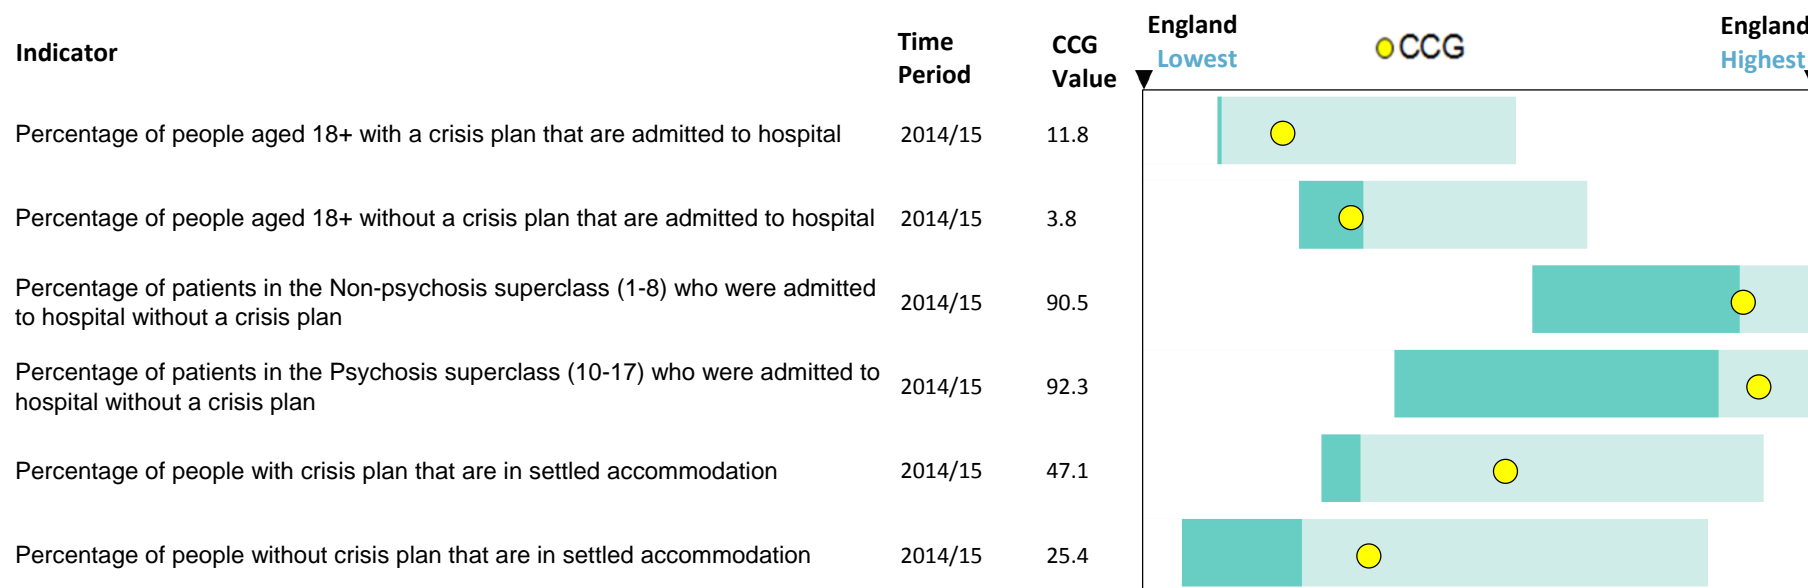 Indicator
Time Period
CCG Value
England Lowest
CCG
England Highest
Percentage of people aged 18+ with a crisis plan that are admitted to hospital 2014/15 11.8
Percentage of people aged 18+ without a crisis plan that are admitted to hospital 2014/15 3.8
Percentage of patients in the Non-psychosis superclass (1-8) who were admitted
to hospital without a crisis plan 2014/15 90.5
Percentage of patients in the Psychosis superclass (10-17) who were admitted to
hospital without a crisis plan 2014/15 92.3
Percentage of people with crisis plan that are in settled accommodation 2014/15 47.1
Percentage of people without crisis plan that are in settled accommodation 2014/15 25.4